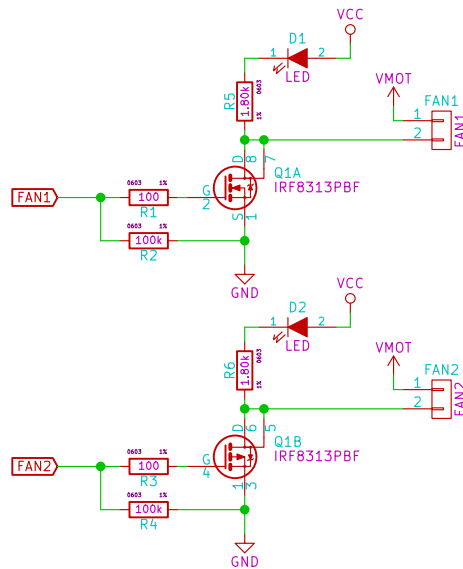 VCC
D1
1 2
LED
VMOT
0603
R5
1.80k
1%
FAN1
1
2
FAN1
D 8 7
Q1A
IRF8313PBF
0603 1%
FAN1
100
G
2
R1
S 1
0603 1%
100k
R2
GND
VCC
D2
1 2
LED
VMOT
0603
R6
1.80k
1%
FAN2
1
2
FAN2
D 6 5
Q1B
IRF8313PBF
0603 1%
FAN2
100
G
4
R3
1 3
0603 1%
100k
R4
GND